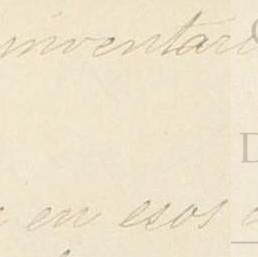 inventari
en esos
D